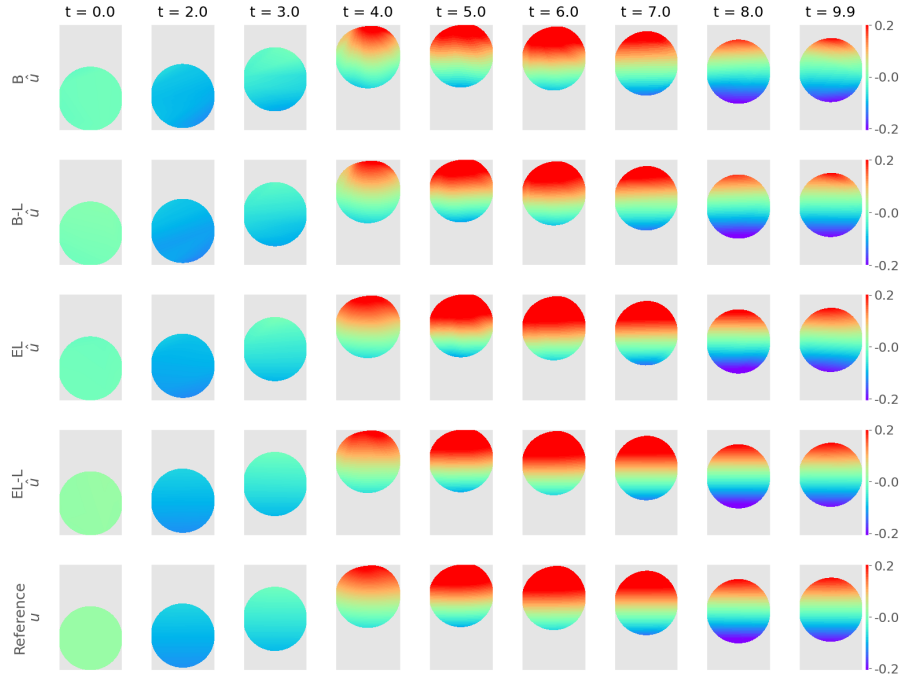 t = 0.0 t = 2.0 t = 3.0 t = 4.0 t = 5.0 t = 6.0 t = 7.0 t = 8.0 t = 9.9
B
û
0.2
-0.0
-0.2
B-L
û
0.2
-0.0
-0.2
EL
û
0.2
-0.0
-0.2
EL-L
û
0.2
-0.0
-0.2
Reference
u
0.2
-0.0
-0.2